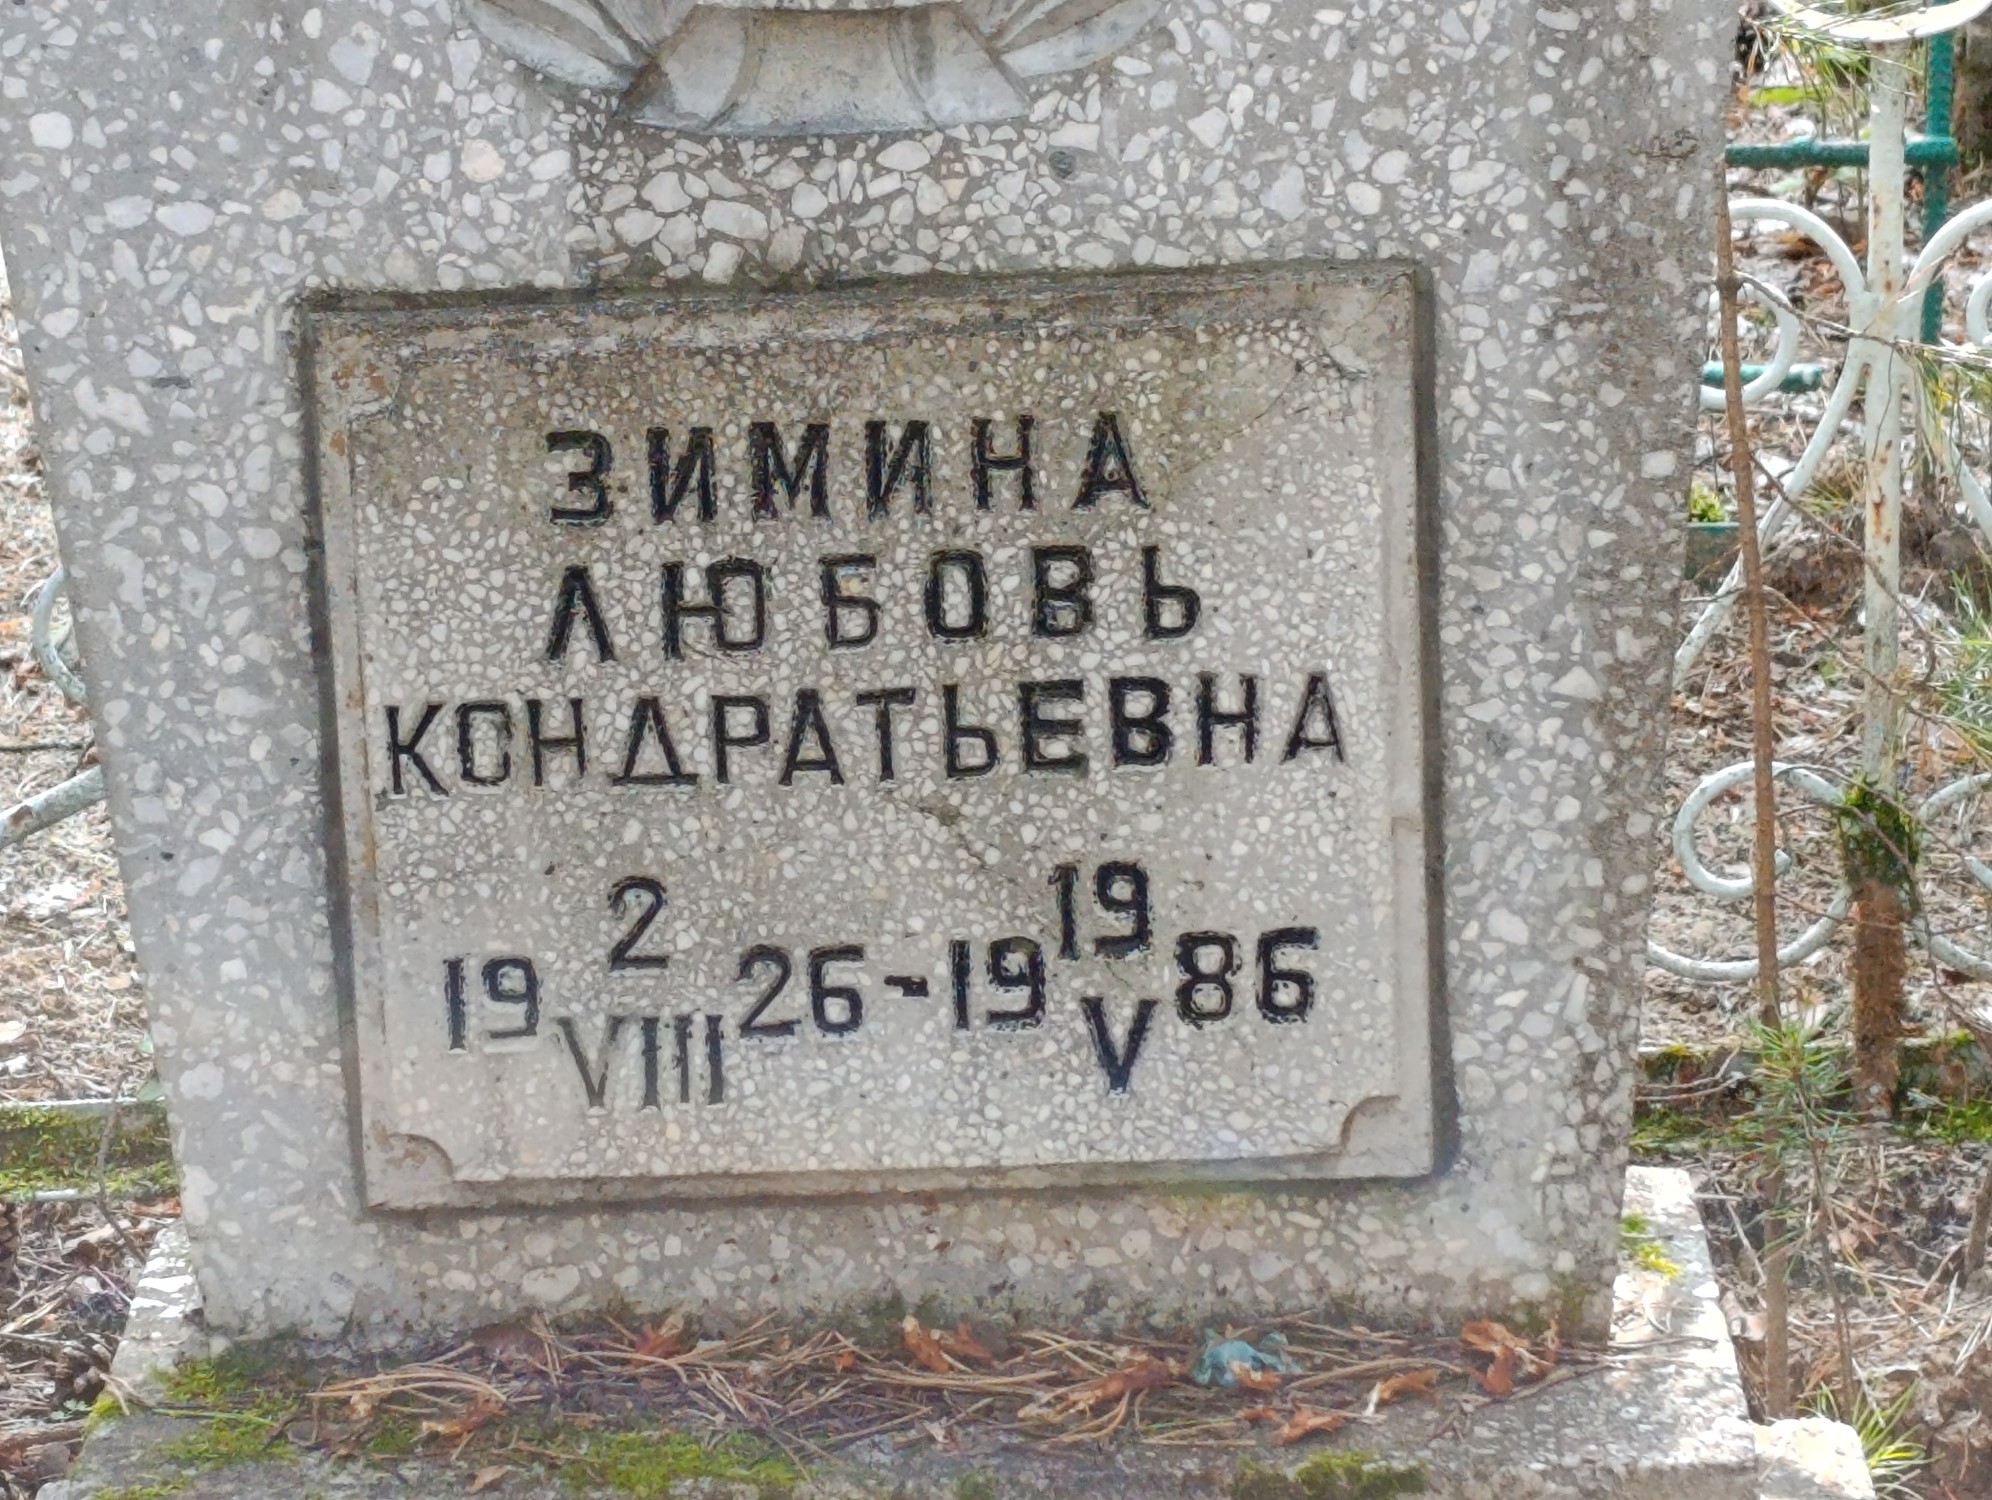 ЗИМИНА
ЛЮБОВЬ
КОНДРАТЬЕВНА
19 2 VIII 26-19 19 V 86